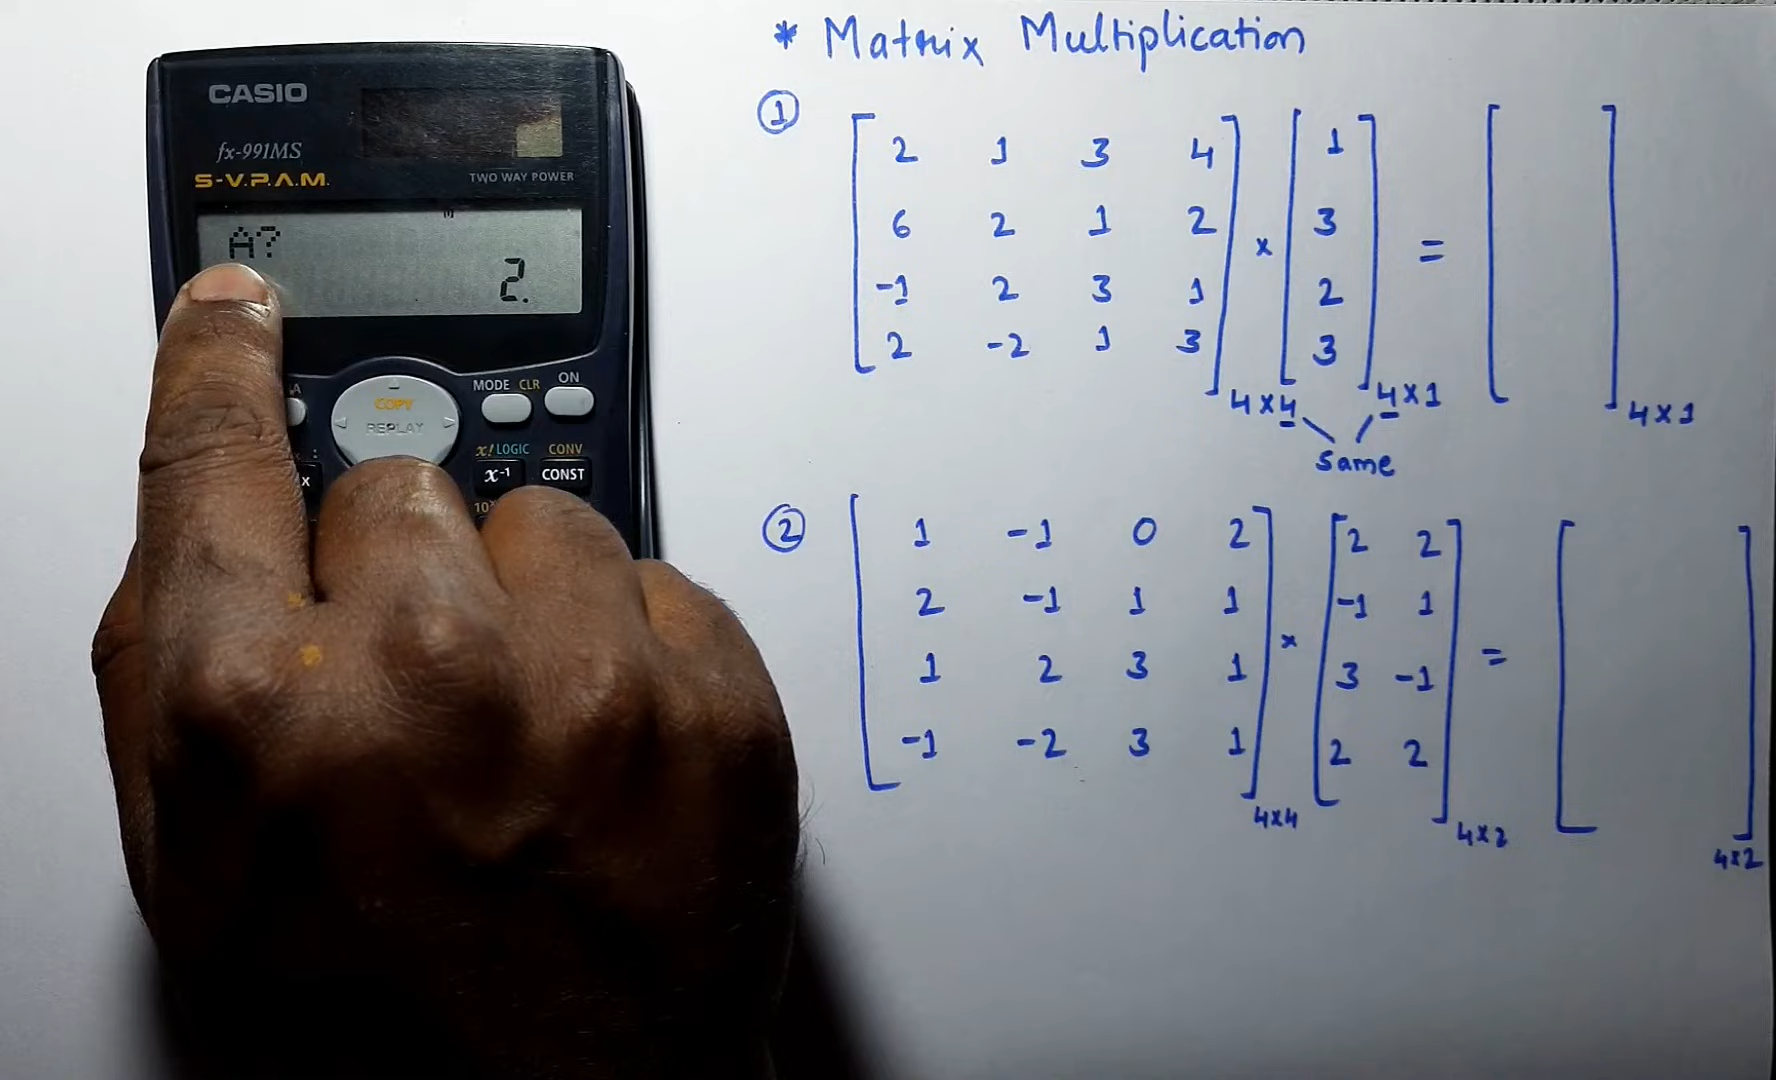 * Matrix Multiplication
CASIO
fx-991MS
S-V.P.A.M.
TWO WAY POWER
M
A?
2.
MODE CLR ON
COPY
REPLAY
x! LOGIC CONV
x⁻¹ CONST
①
2 1 3 4
6 2 1 2
-1 2 3 1
2 -2 1 3
4x4
×
1
3
2
3
4x1
=
4x1
Same
②
1 -1 0 2
2 -1 1 1
1 2 3 1
-1 -2 3 1
4x4
×
2 2
-1 1
3 -1
2 2
4x2
=
4x2